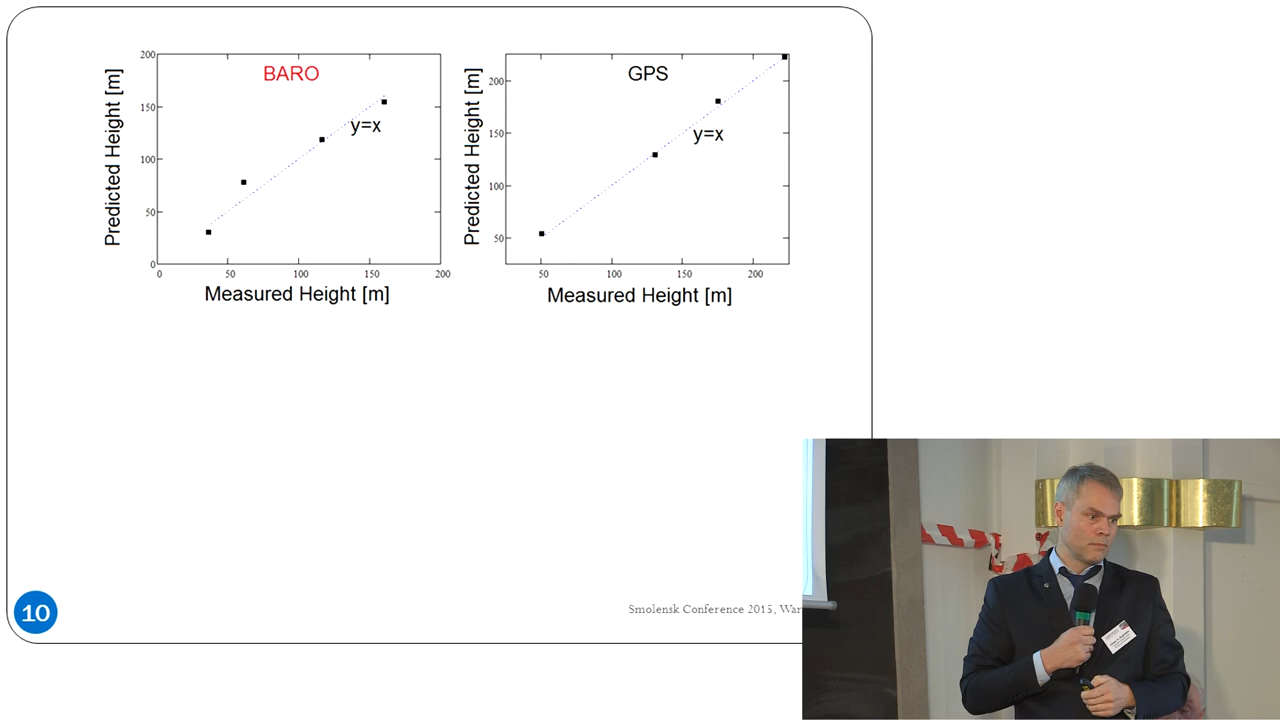 BARO
Predicted Height [m]
200
150
100
50
0
y=x
0 50 100 150 200
Measured Height [m]
GPS
Predicted Height [m]
200
150
100
50
y=x
50 100 150 200
Measured Height [m]
10
Smolensk Conference 2015,